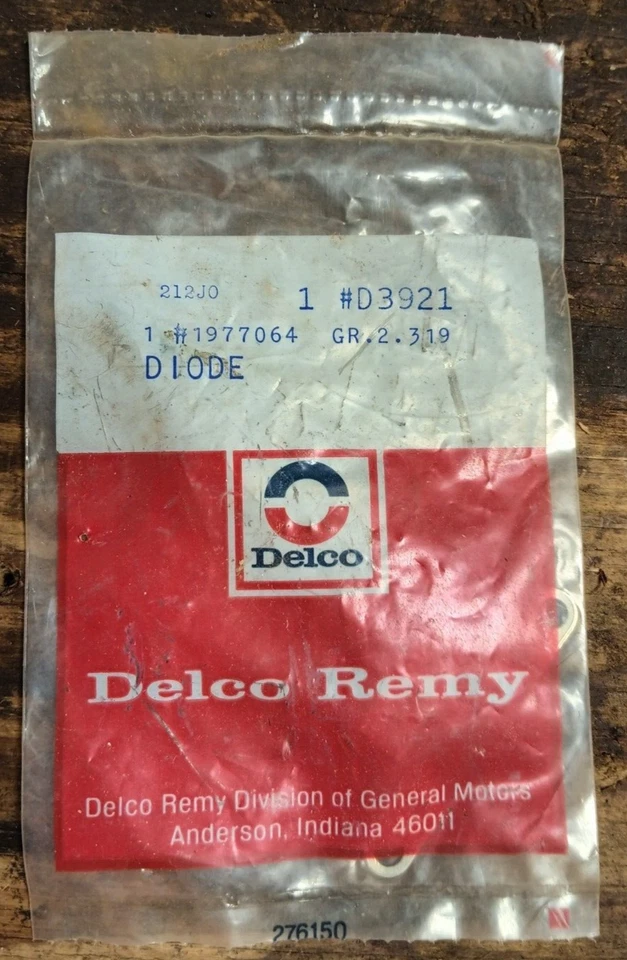 212JO 1 #D3921
1 #1977064 GR.2.319
DIODE
Delco
Delco Remy
Delco Remy Division of General Motors
Anderson, Indiana 46011
276150